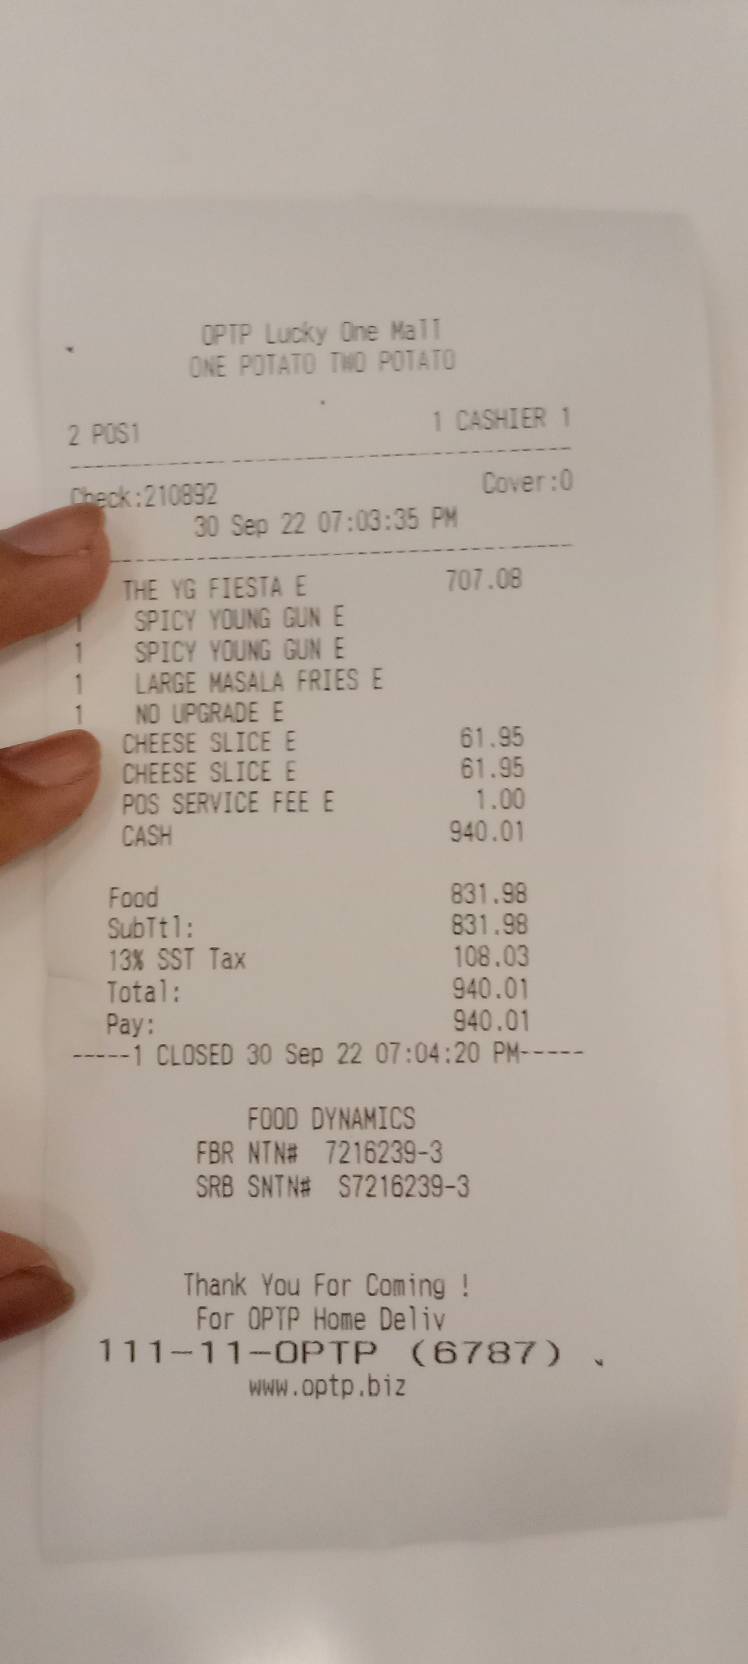 OPTP Lucky One Mall
ONE POTATO TWO POTATO
2 POS1 1 CASHIER 1
Check:210892 Cover:0
30 Sep 22 07:03:35 PM
THE YG FIESTA E 707.08
1 SPICY YOUNG GUN E
1 SPICY YOUNG GUN E
1 LARGE MASALA FRIES E
1 NO UPGRADE E
CHEESE SLICE E 61.95
CHEESE SLICE E 61.95
POS SERVICE FEE E 1.00
CASH 940.01
Food 831.98
SubTtl: 831.98
13% SST Tax 108.03
Total: 940.01
Pay: 940.01
-----1 CLOSED 30 Sep 22 07:04:20 PM-----
FOOD DYNAMICS
FBR NTN# 7216239-3
SRB SNTN# S7216239-3
Thank You For Coming !
For OPTP Home Deliv
111-11-OPTP (6787)
www.optp.biz